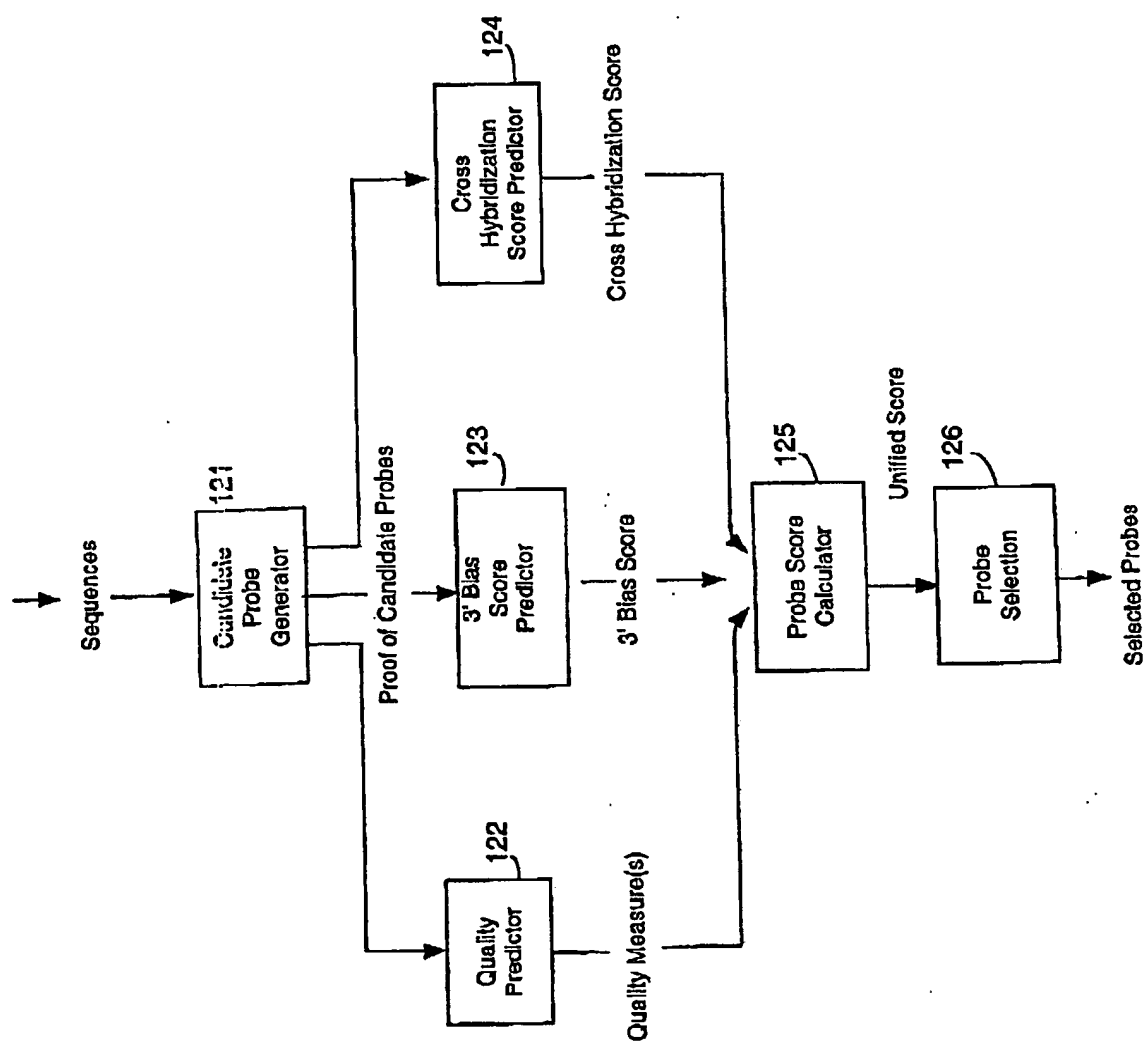 Sequences
121
Candidate
Probe
Generator
Proof of Candidate Probes
122
Quality
Predictor
Quality Measure(s)
123
3' Bias
Score
Predictor
3' Bias Score
124
Cross
Hybridization
Score Predictor
Cross Hybridization Score
125
Probe Score
Calculator
Unified Score
126
Probe
Selection
Selected Probes